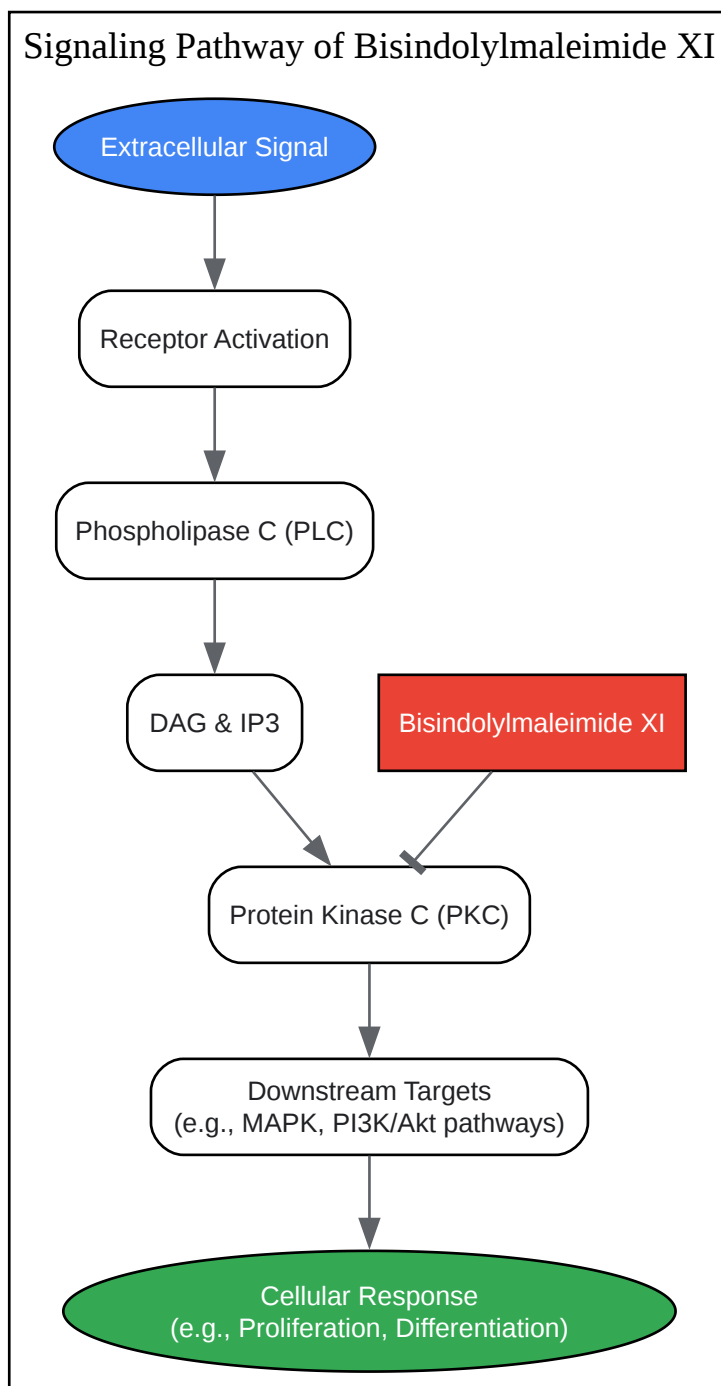 Signaling Pathway of Bisindolylmaleimide XI
Extracellular Signal
Receptor Activation
Phospholipase C (PLC)
DAG & IP3
Bisindolylmaleimide XI
Protein Kinase C (PKC)
Downstream Targets
(e.g., MAPK, PI3K/Akt pathways)
Cellular Response
(e.g., Proliferation, Differentiation)